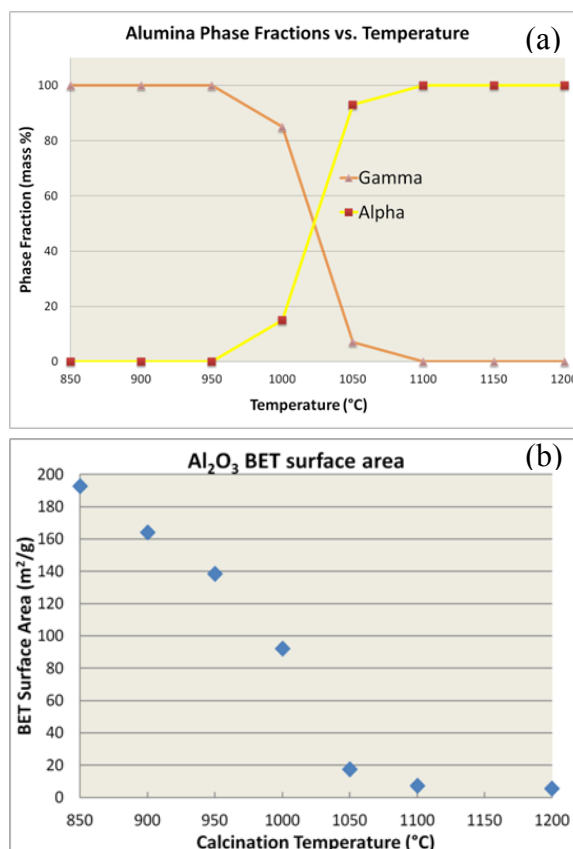 Alumina Phase Fractions vs. Temperature (a)
Phase Fraction (mass %)
100
80
60
40
20
0
Gamma
Alpha
850 900 950 1000 1050 1100 1150 1200
Temperature (°C)
Al₂O₃ BET surface area (b)
BET Surface Area (m²/g)
200
180
160
140
120
100
80
60
40
20
0
850 900 950 1000 1050 1100 1150 1200
Calcination Temperature (°C)